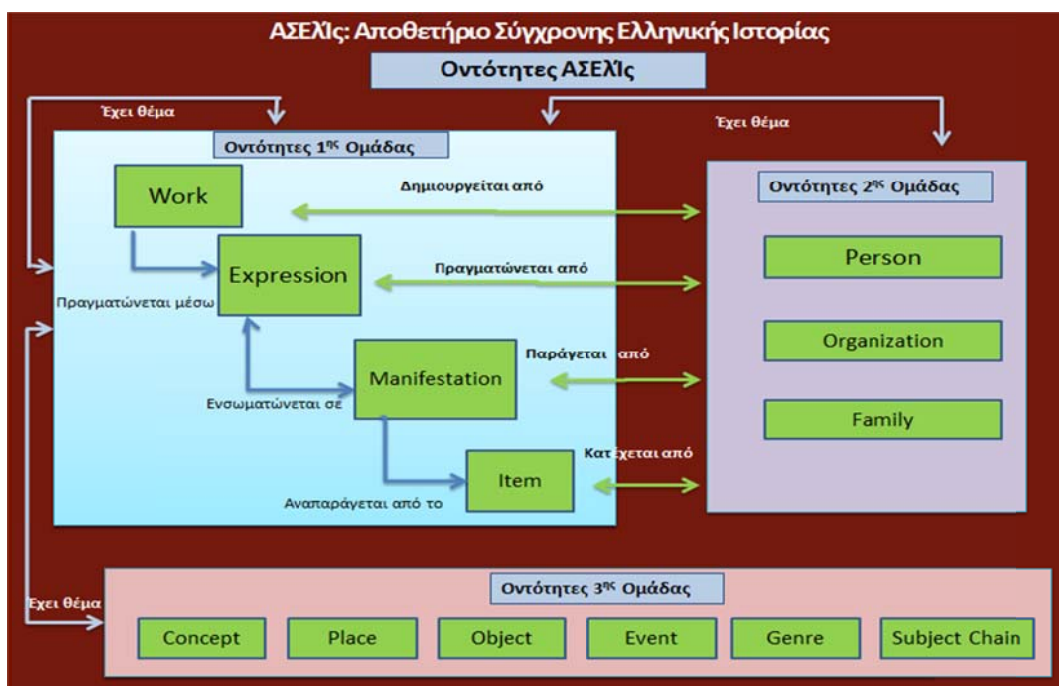 ΑΣΕλΙς: Αποθετήριο Σύγχρονης Ελληνικής Ιστορίας
Οντότητες ΑΣΕλΙς
Έχει θέμα
Έχει θέμα
Οντότητες 1ης Ομάδας
Work
Δημιουργείται από
Οντότητες 2ης Ομάδας
Person
Expression
Πραγματώνεται από
Πραγματώνεται μέσω
Organization
Παράγεται από
Manifestation
Ενσωματώνεται σε
Family
Κατέχεται από
Item
Αναπαράγεται από το
Οντότητες 3ης Ομάδας
Έχει θέμα
Concept
Place
Object
Event
Genre
Subject Chain